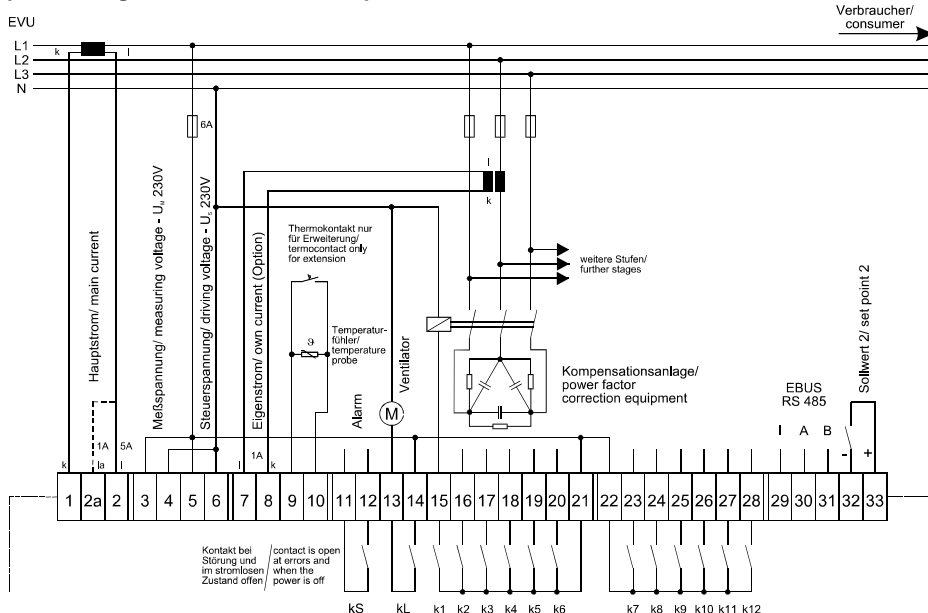 EVU
Verbraucher/
consumer
L1
L2
L3
N
k
l
6A
Hauptstrom/ main current
Meßspannung/ measuring voltage - UM 230V
Steuerspannung/ driving voltage - US 230V
Eigenstrom/ own current (Option)
l
k
Thermokontakt nur
für Erweiterung/
termocontact only
for extension
weitere Stufen/
further stages
ϑ
Temperatur-
fühler/
temperature
probe
Alarm
Ventilator
M
Kompensationsanlage/
power factor
correction equipment
EBUS
RS 485
I A B
Sollwert 2/ set point 2
- +
1A 5A
k la l
l 1A k
1 2a 2 3 4 5 6 7 8 9 10 11 12 13 14 15 16 17 18 19 20 21 22 23 24 25 26 27 28 29 30 31 32 33
Kontakt bei
Störung und
im stromlosen
Zustand offen
/
contact is open
at errors and
when the
power is off
kS kL k1 k2 k3 k4 k5 k6 k7 k8 k9 k10 k11 k12